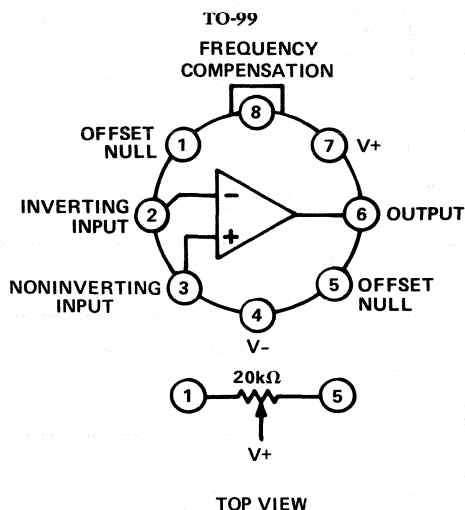 TO-99
FREQUENCY
COMPENSATION
8
OFFSET
NULL
1
7
V+
INVERTING
INPUT
2
−
6
OUTPUT
+
NONINVERTING
INPUT
3
5
OFFSET
NULL
4
V−
20kΩ
1
5
V+
TOP VIEW